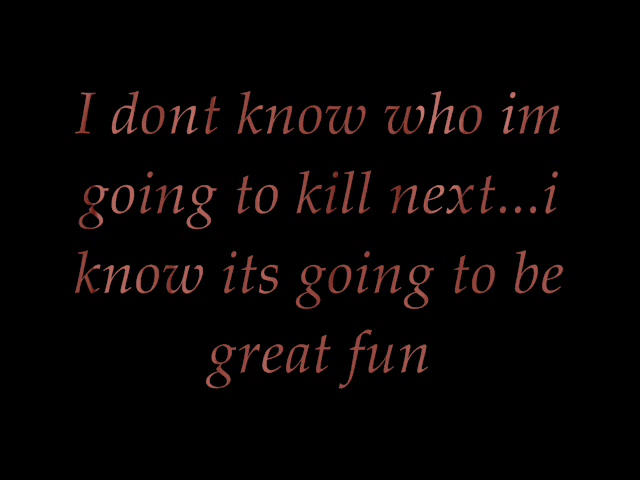 I dont know who im
going to kill next...i
know its going to be
great fun